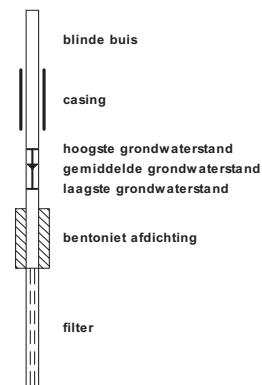 blinde buis
casing
hoogste grondwaterstand
gemiddelde grondwaterstand
laagste grondwaterstand
bentoniet afdichting
filter